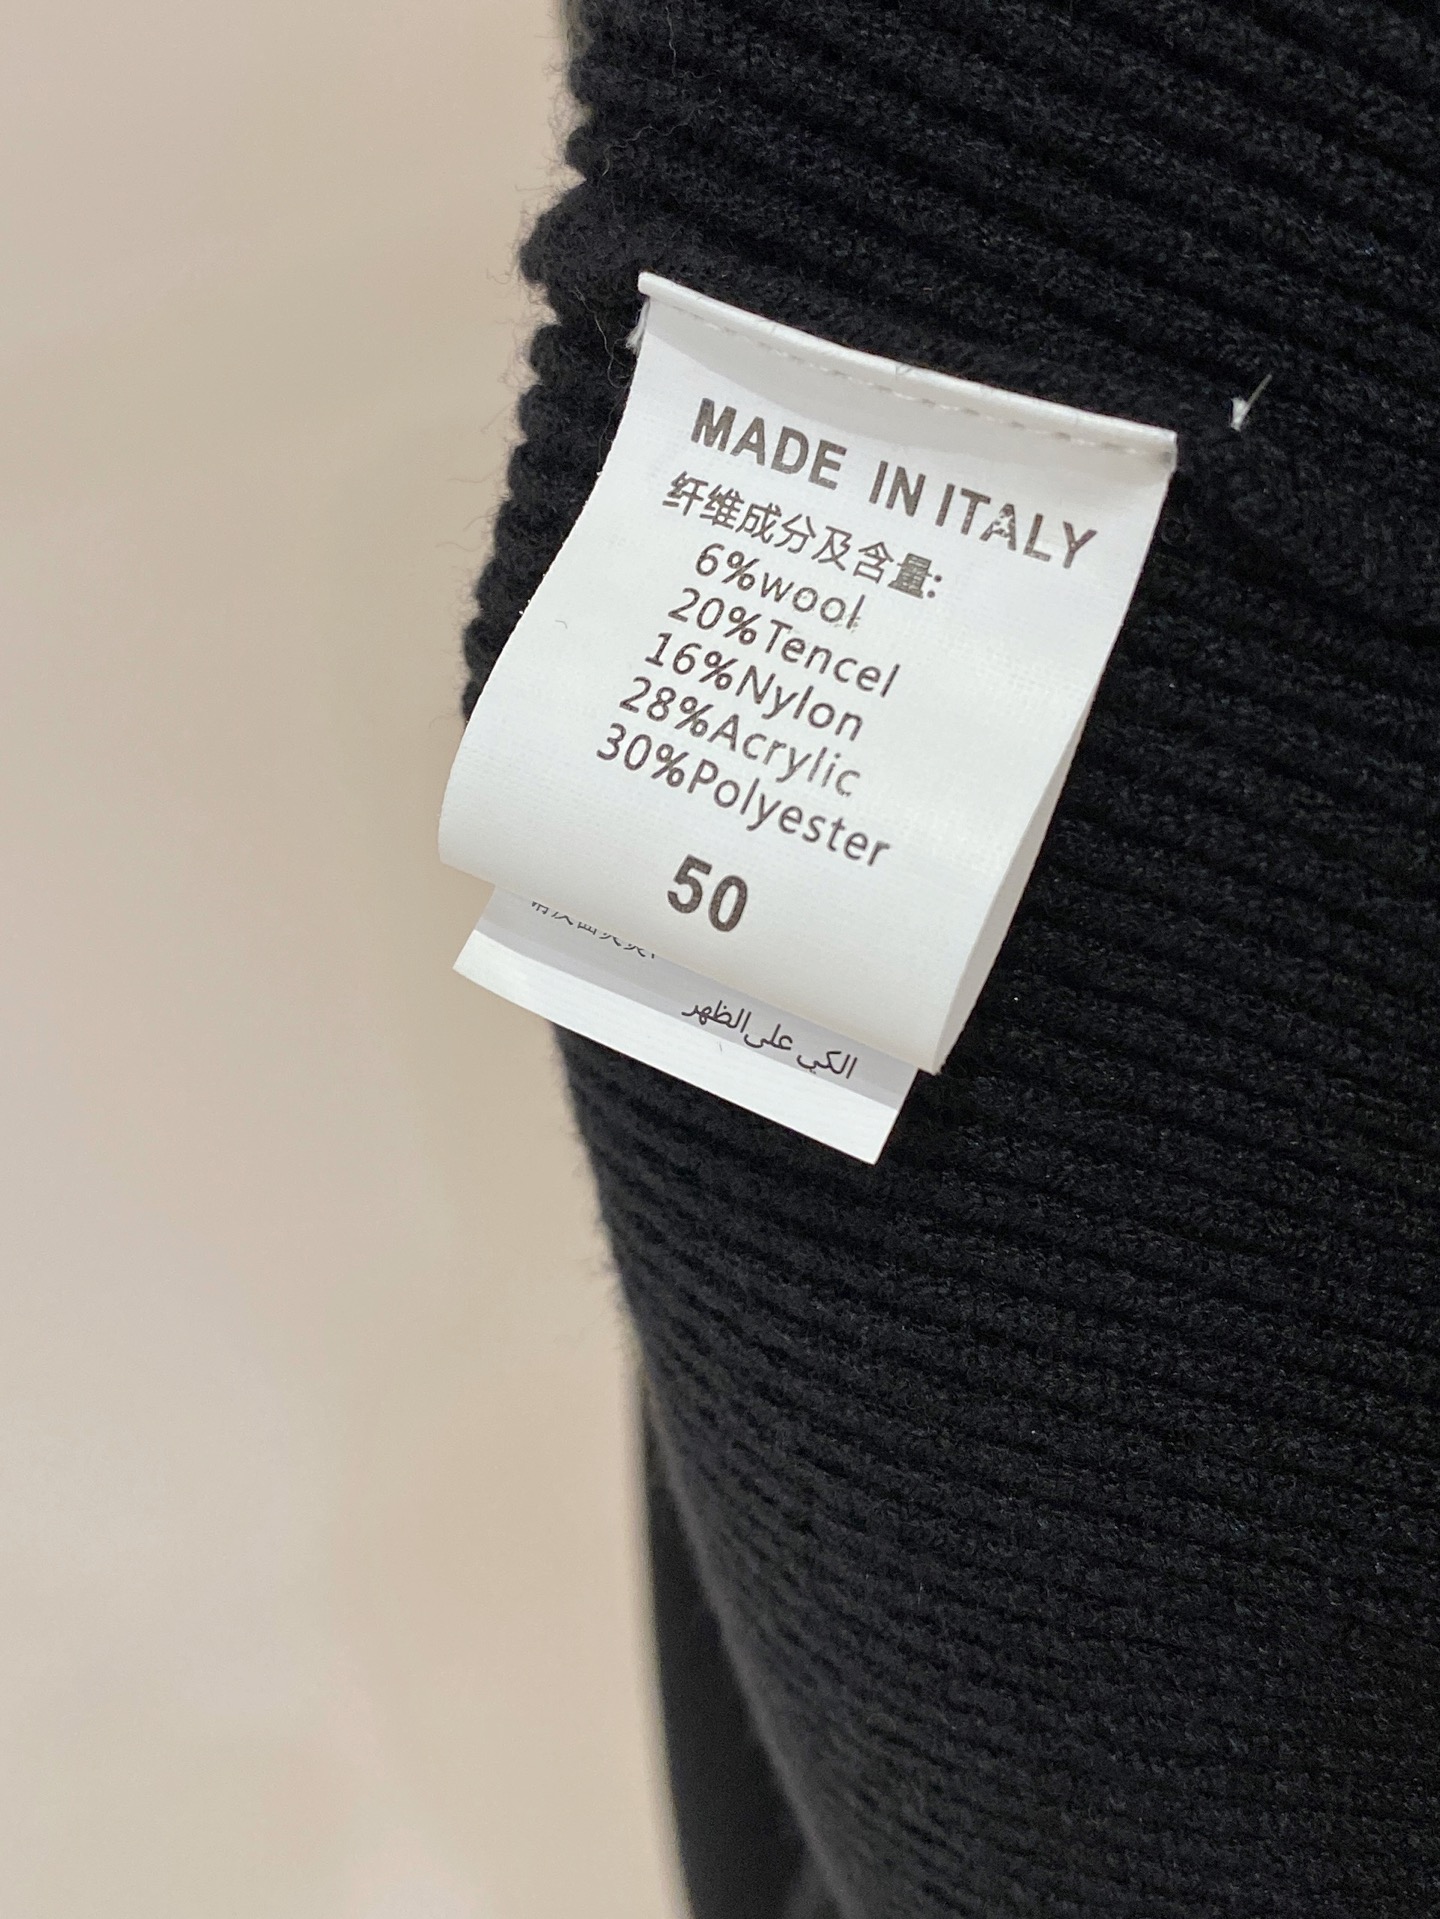 MADE IN ITALY
纤维成分及含量:
6%wool
20%Tencel
16%Nylon
28%Acrylic
30%Polyester
50
الكي على الظهر